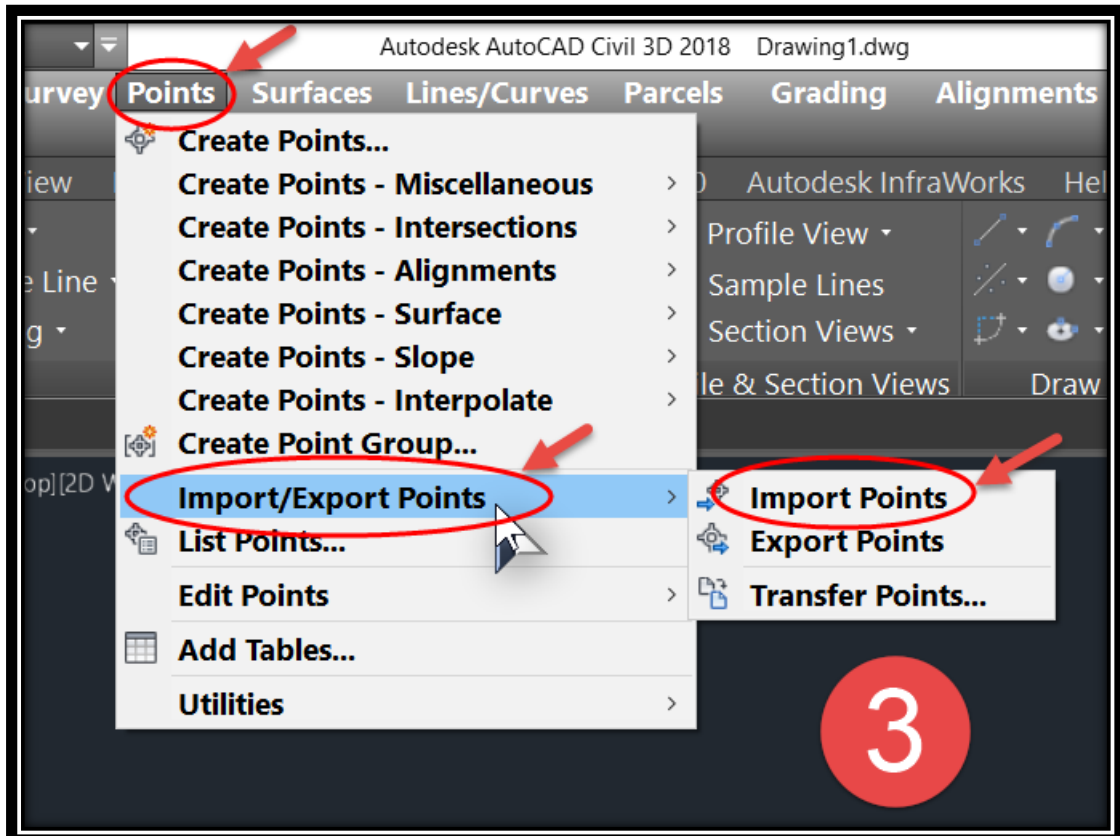 Autodesk AutoCAD Civil 3D 2018 Drawing1.dwg
urvey Points Surfaces Lines/Curves Parcels Grading Alignments
Create Points...
iew Create Points - Miscellaneous 0 Autodesk InfraWorks Hel
Create Points - Intersections Profile View
e Line Create Points - Alignments Sample Lines
Create Points - Surface
g Section Views
Create Points - Slope
Create Points - Interpolate le & Section Views Draw
Create Point Group...
op][2D W Import/Export Points Import Points
List Points... Export Points
Edit Points Transfer Points...
Add Tables...
Utilities
3